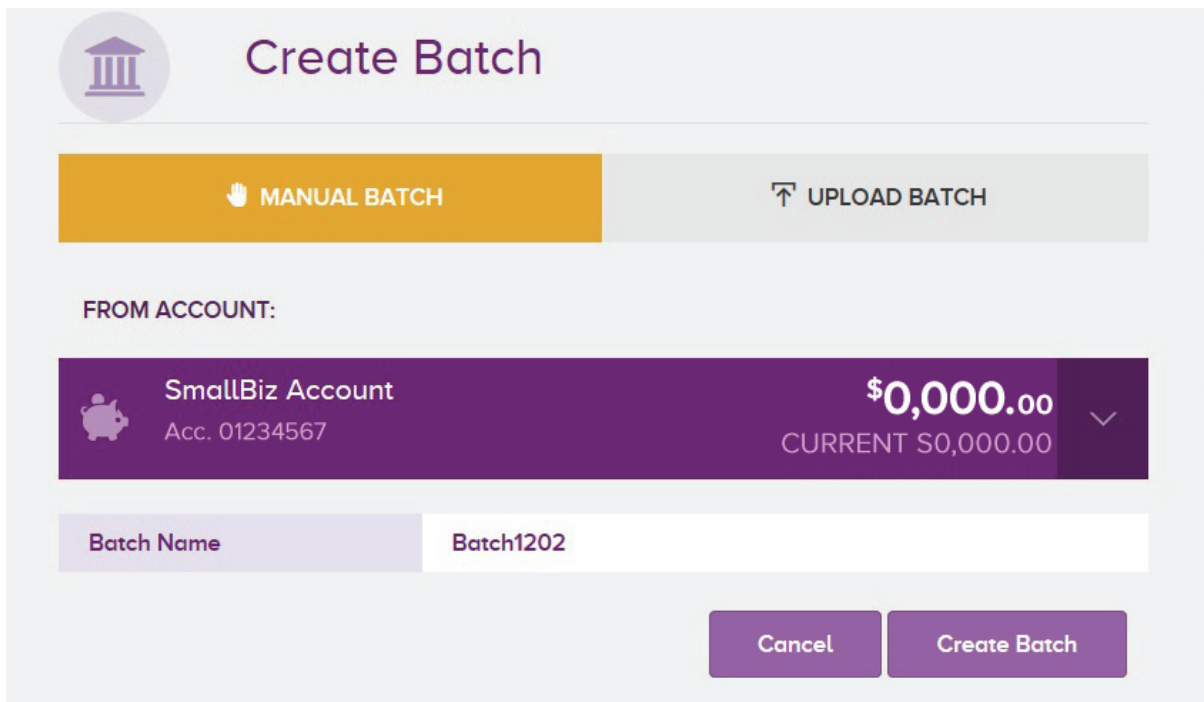 Create Batch
MANUAL BATCH
UPLOAD BATCH
FROM ACCOUNT:
SmallBiz Account
$0,000.00
Acc. 01234567
CURRENT S0,000.00
Batch Name
Batch1202
Cancel
Create Batch